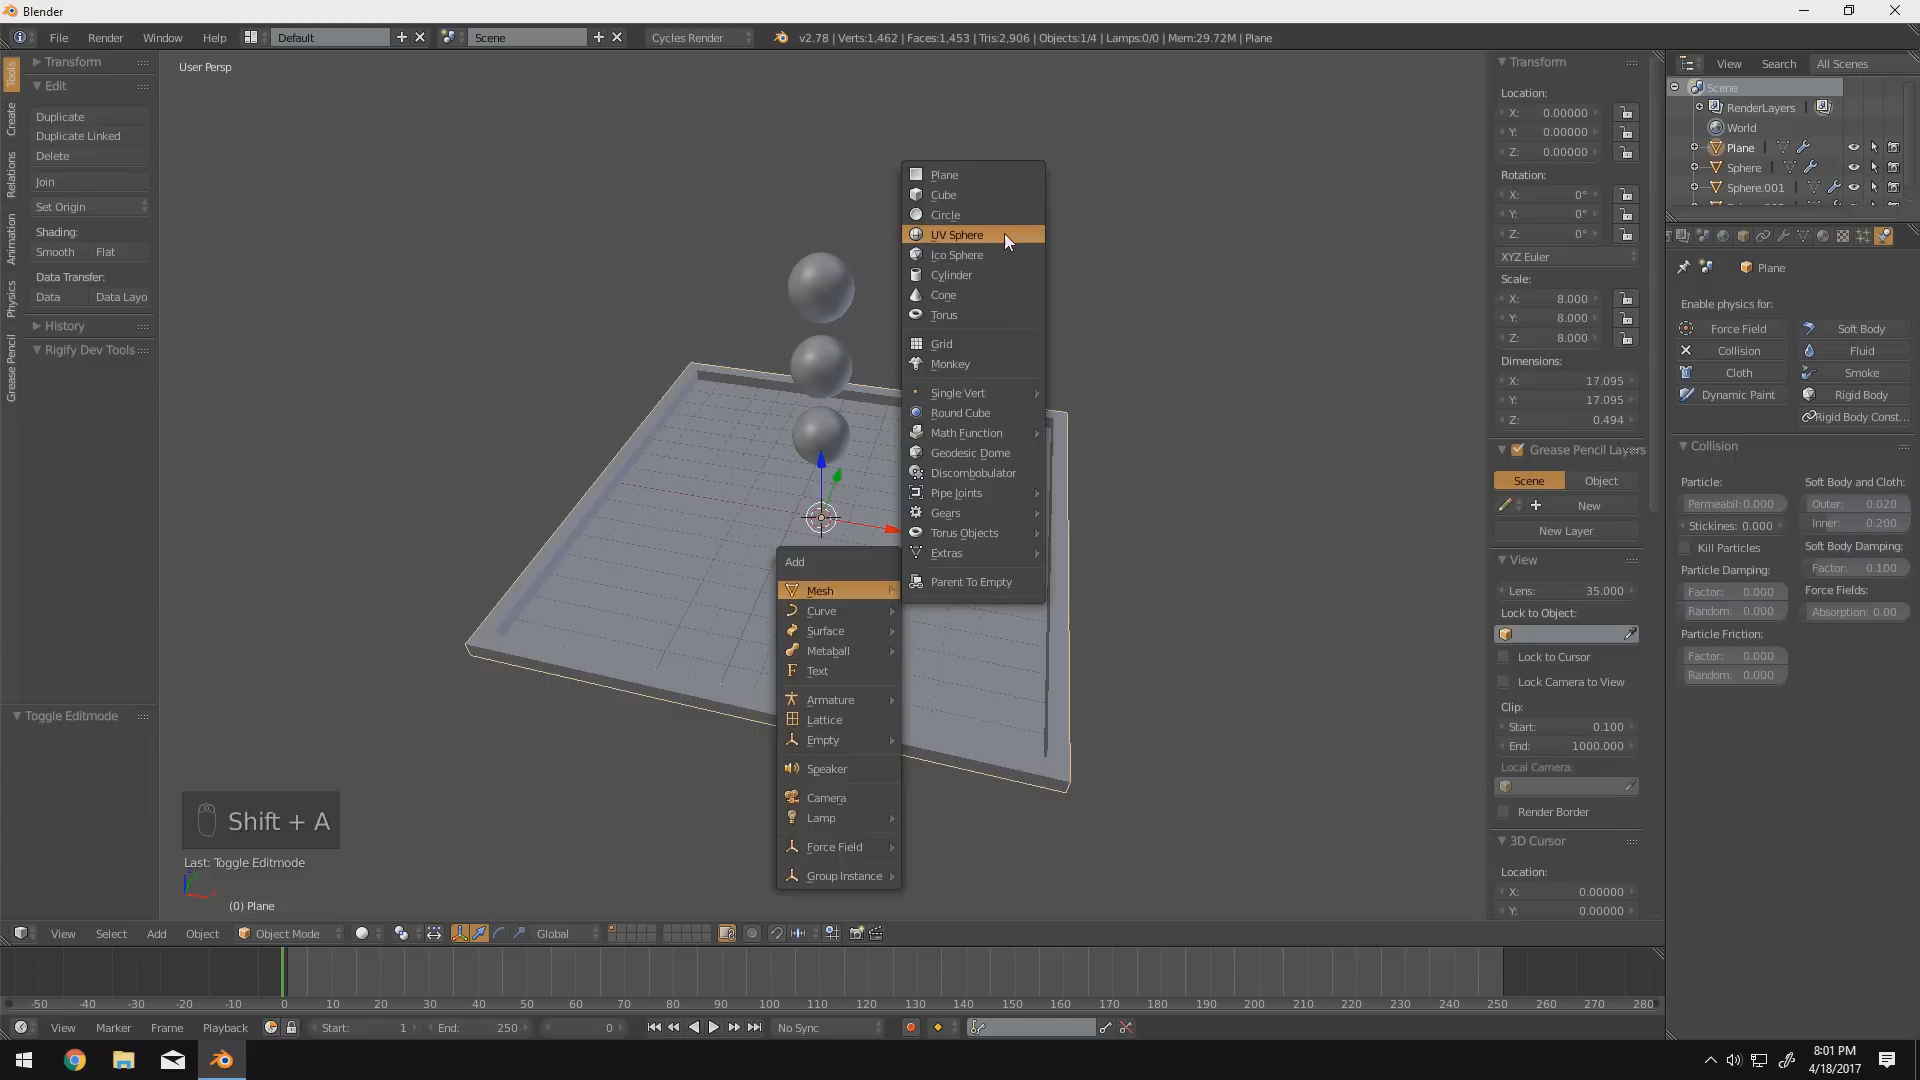 Blender
File Render Window Help Default Scene Cycles Render v2.78 | Verts:1,462 | Faces:1,453 | Tris:2,906 | Objects:1/4 | Lamps:0/0 | Mem:29.72M | Plane
Tools
Create
Relations
Animation
Physics
Grease Pencil
Transform
Edit
Duplicate
Duplicate Linked
Delete
Join
Set Origin
Shading:
Smooth Flat
Data Transfer:
Data Data Layo
History
Rigify Dev Tools
Toggle Editmode
User Persp
Plane
Cube
Circle
UV Sphere
Ico Sphere
Cylinder
Cone
Torus
Grid
Monkey
Single Vert
Round Cube
Math Function
Geodesic Dome
Discombobulator
Pipe Joints
Gears
Torus Objects
Extras
Parent To Empty
Add
Mesh
Curve
Surface
Metaball
Text
Armature
Lattice
Empty
Speaker
Camera
Lamp
Force Field
Group Instance
Shift + A
Last: Toggle Editmode
(0) Plane
Transform
Location:
X: 0.00000
Y: 0.00000
Z: 0.00000
Rotation:
X: 0°
Y: 0°
Z: 0°
XYZ Euler
Scale:
X: 8.000
Y: 8.000
Z: 8.000
Dimensions:
X: 17.095
Y: 17.095
Z: 0.494
Grease Pencil Layers
Scene Object
New
New Layer
View
Lens: 35.000
Lock to Object:
Lock to Cursor
Lock Camera to View
Clip:
Start: 0.100
End: 1000.000
Local Camera:
Render Border
3D Cursor
Location:
X: 0.00000
Y: 0.00000
View Search All Scenes
Scene
RenderLayers
World
Plane
Sphere
Sphere.001
Plane
Enable physics for:
Force Field Soft Body
Collision Fluid
Cloth Smoke
Dynamic Paint Rigid Body
Rigid Body Const...
Collision
Particle: Soft Body and Cloth:
Permeabil: 0.000 Outer: 0.020
Stickines: 0.000 Inner: 0.200
Kill Particles Soft Body Damping:
Particle Damping: Factor: 0.100
Factor: 0.000 Force Fields:
Random: 0.000 Absorption: 0.00
Particle Friction:
Factor: 0.000
Random: 0.000
View Select Add Object Object Mode Global
-50 -40 -30 -20 -10 0 10 20 30 40 50 60 70 80 90 100 110 120 130 140 150 160 170 180 190 200 210 220 230 240 250 260 270 280
View Marker Frame Playback Start: 1 End: 250 0 No Sync
8:01 PM
4/18/2017